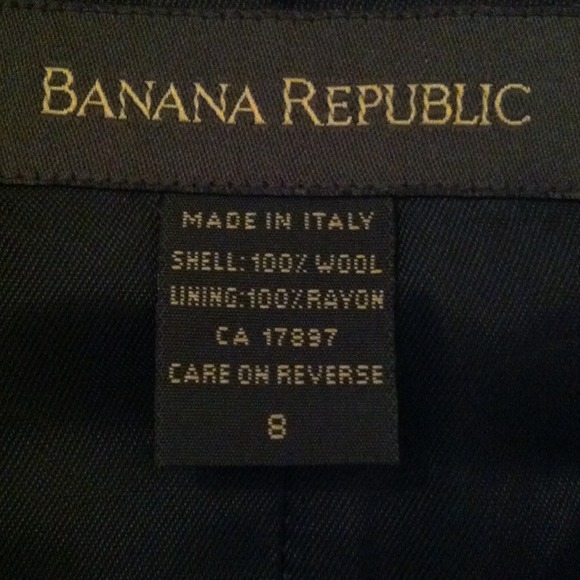 BANANA REPUBLIC
MADE IN ITALY
SHELL:100% WOOL
LINING:100%RAYON
CA 17897
CARE ON REVERSE
8